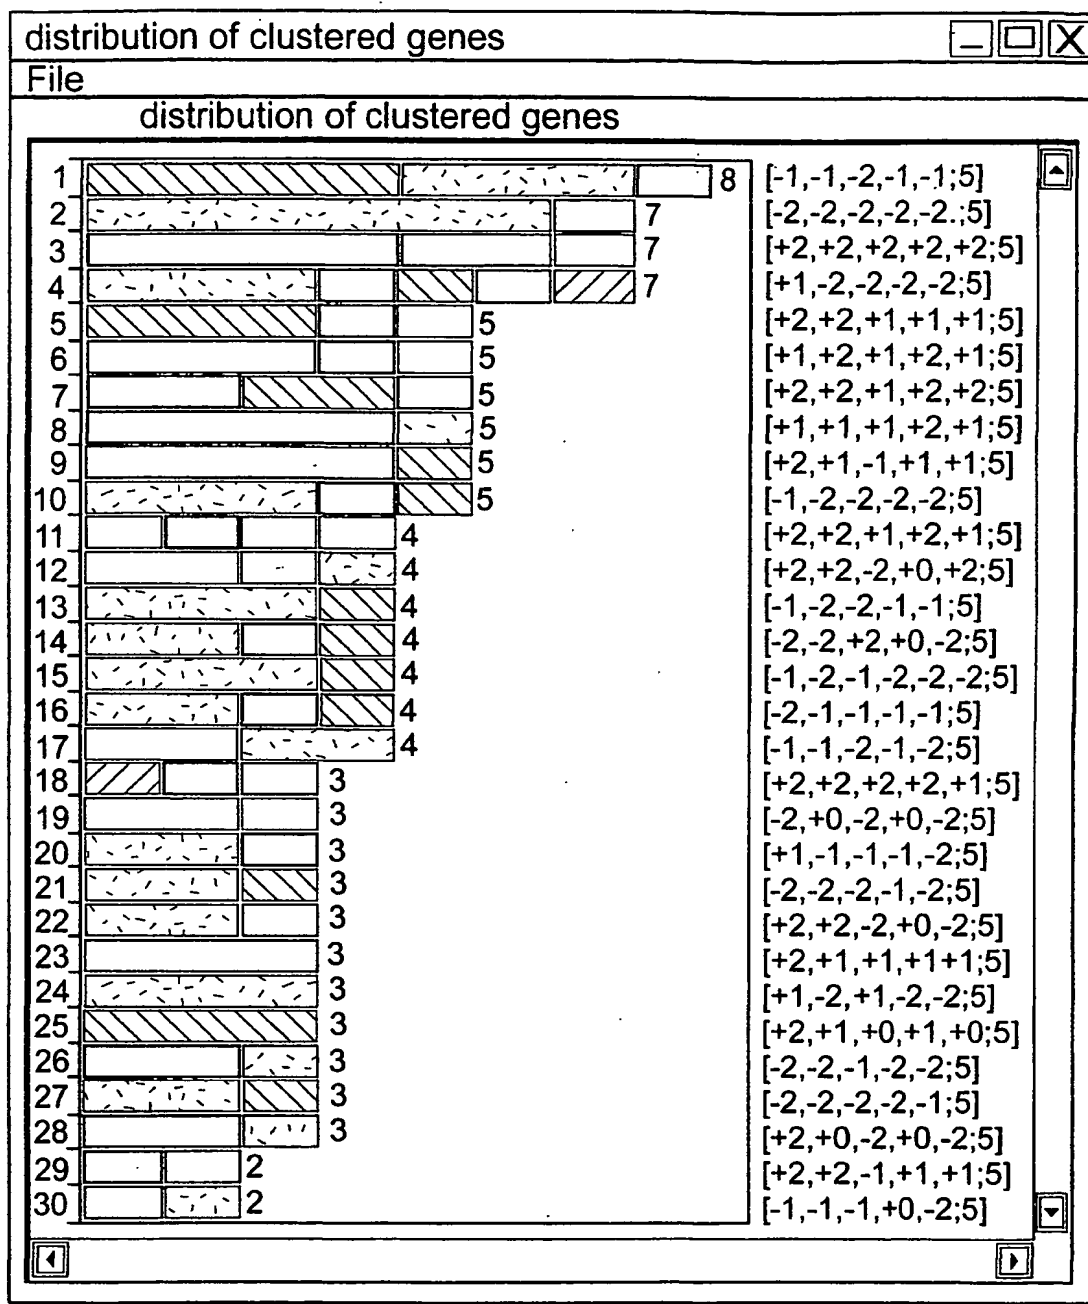 distribution of clustered genes
File
distribution of clustered genes
1 8 [-1,-1,-2,-1,-1;5]
2 7 [-2,-2,-2,-2,-2.;5]
3 7 [+2,+2,+2,+2,+2;5]
4 7 [+1,-2,-2,-2,-2;5]
5 5 [+2,+2,+1,+1,+1;5]
6 5 [+1,+2,+1,+2,+1;5]
7 5 [+2,+2,+1,+2,+2;5]
8 5 [+1,+1,+1,+2,+1;5]
9 5 [+2,+1,-1,+1,+1;5]
10 5 [-1,-2,-2,-2,-2;5]
11 4 [+2,+2,+1,+2,+1;5]
12 4 [+2,+2,-2,+0,+2;5]
13 4 [-1,-2,-2,-1,-1;5]
14 4 [-2,-2,+2,+0,-2;5]
15 4 [-1,-2,-1,-2,-2,-2;5]
16 4 [-2,-1,-1,-1,-1;5]
17 4 [-1,-1,-2,-1,-2;5]
18 3 [+2,+2,+2,+2,+1;5]
19 3 [-2,+0,-2,+0,-2;5]
20 3 [+1,-1,-1,-1,-2;5]
21 3 [-2,-2,-2,-1,-2;5]
22 3 [+2,+2,-2,+0,-2;5]
23 3 [+2,+1,+1,+1+1;5]
24 3 [+1,-2,+1,-2,-2;5]
25 3 [+2,+1,+0,+1,+0;5]
26 3 [-2,-2,-1,-2,-2;5]
27 3 [-2,-2,-2,-2,-1;5]
28 3 [+2,+0,-2,+0,-2;5]
29 2 [+2,+2,-1,+1,+1;5]
30 2 [-1,-1,-1,+0,-2;5]